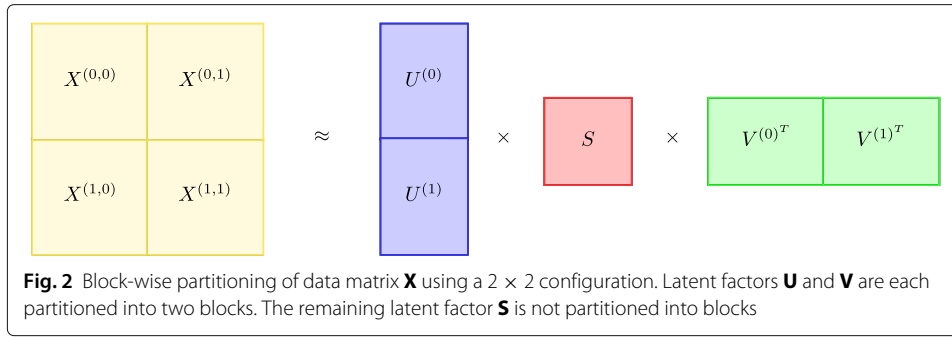 X^{(0,0)} X^{(0,1)} U^{(0)}
≈ × S × V^{(0)^T} V^{(1)^T}
X^{(1,0)} X^{(1,1)} U^{(1)}
Fig. 2 Block-wise partitioning of data matrix X using a 2 × 2 configuration. Latent factors U and V are each
partitioned into two blocks. The remaining latent factor S is not partitioned into blocks